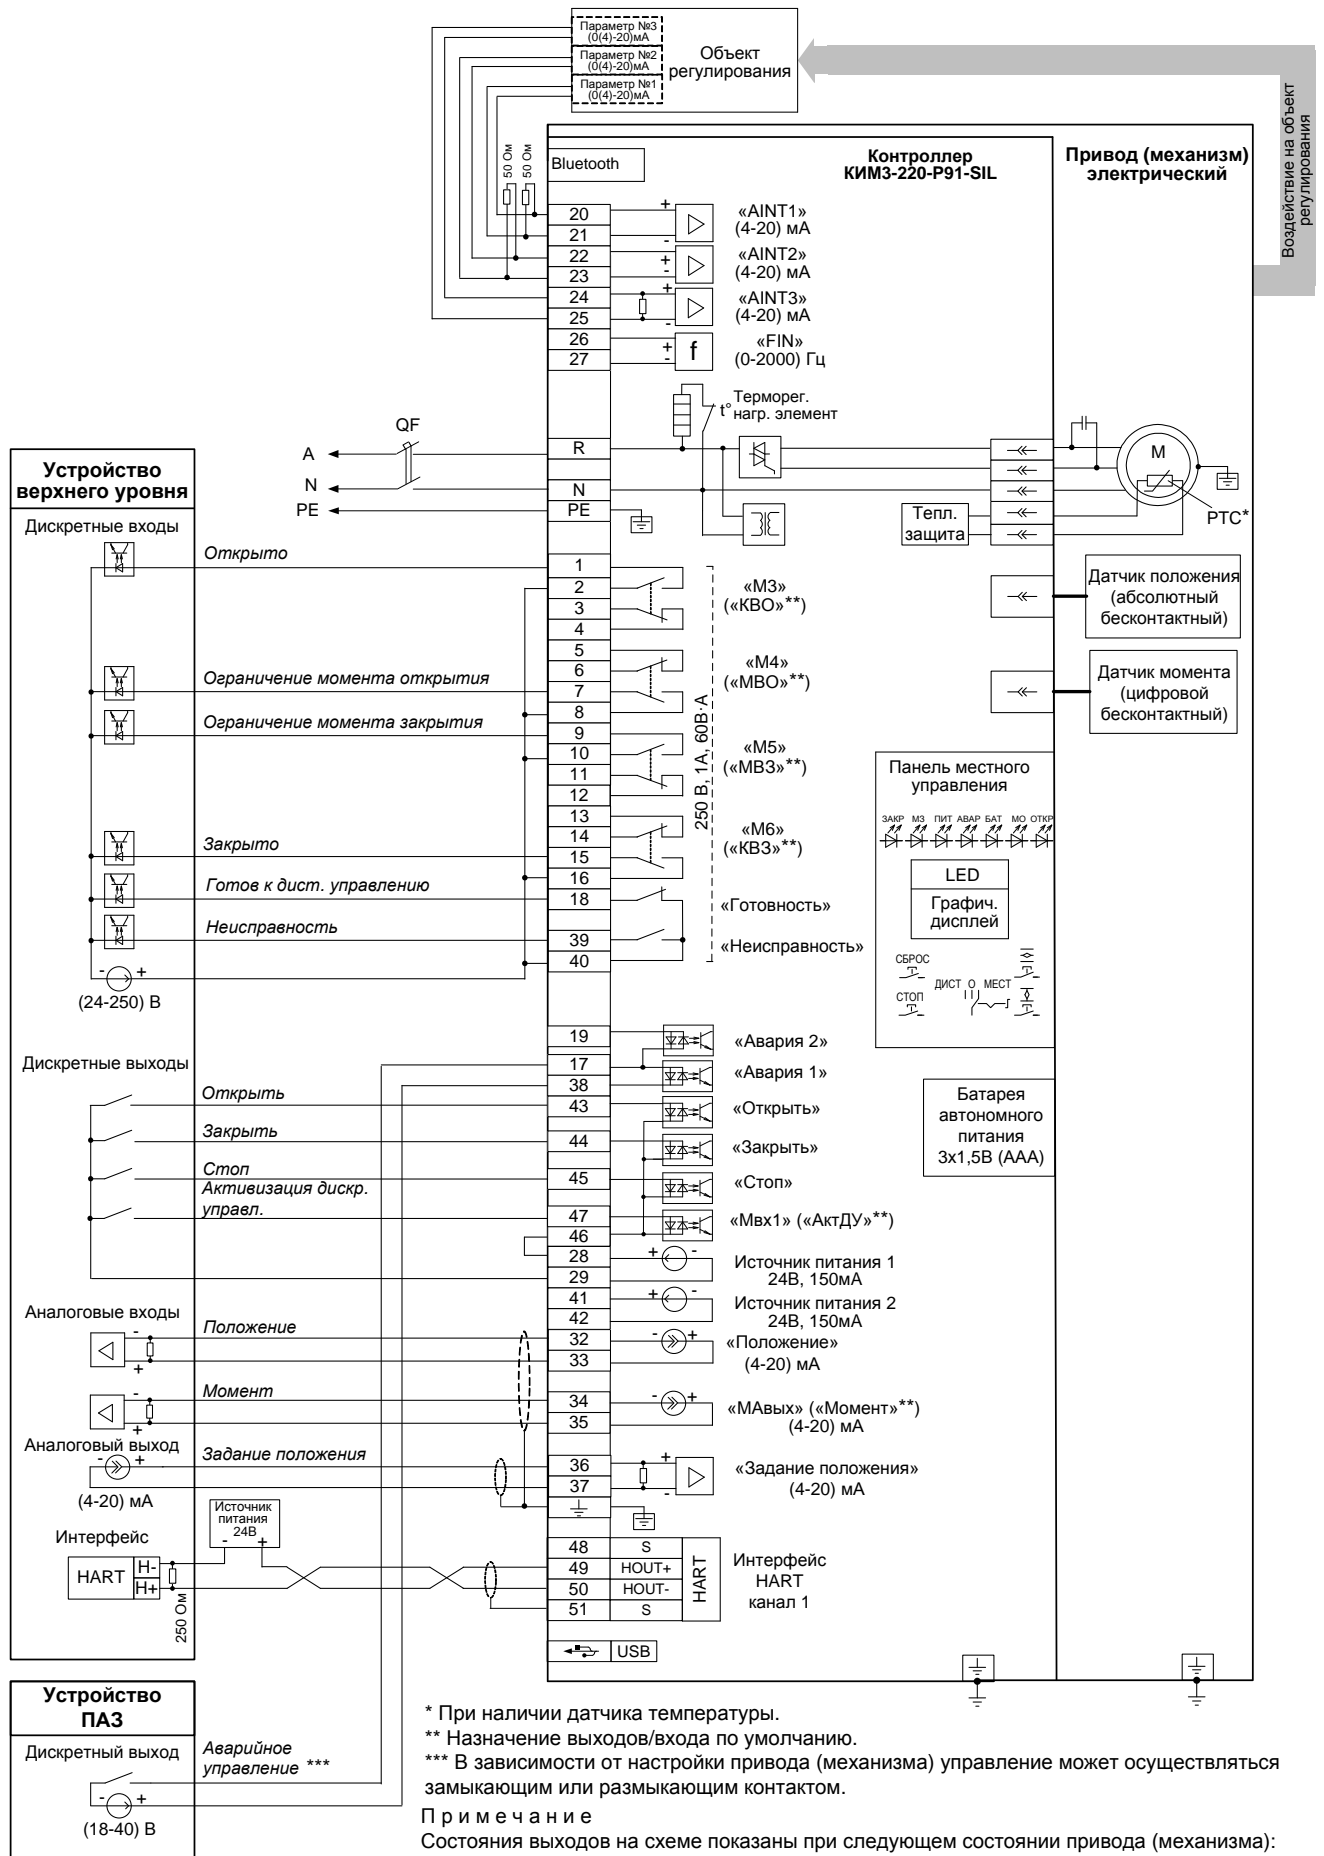 Параметр №3
(0(4)-20)мА
Параметр №2
(0(4)-20)мА
Параметр №1
(0(4)-20)мА
Объект
регулирования
Воздействие на объект
регулирования
50 Ом
50 Ом
Bluetooth
Контроллер
КИМ3-220-Р91-SIL
Привод (механизм)
электрический
20
21
22
23
24
25
26
27
+
-
«AINT1»
(4-20) мА
+
-
«AINT2»
(4-20) мА
+
-
«AINT3»
(4-20) мА
+
-
f
«FIN»
(0-2000) Гц
t°
Терморег.
нагр. элемент
QF
A
N
PE
R
N
PE
M
PTC*
Тепл.
защита
Устройство
верхнего уровня
Дискретные входы
Открыто
Ограничение момента открытия
Ограничение момента закрытия
Закрыто
Готов к дист. управлению
Неисправность
- +
(24-250) В
1
2
3
4
5
6
7
8
9
10
11
12
13
14
15
16
18
39
40
«М3»
(«КВО»**)
«М4»
(«МВО»**)
«М5»
(«МВЗ»**)
«М6»
(«КВЗ»**)
«Готовность»
«Неисправность»
250 В, 1А, 60В·А
Датчик положения
(абсолютный
бесконтактный)
Датчик момента
(цифровой
бесконтактный)
Панель местного
управления
ЗАКР МЗ ПИТ АВАР БАТ МО ОТКР
LED
Графич.
дисплей
СБРОС
СТОП
ДИСТ О МЕСТ
Батарея
автономного
питания
3х1,5В (ААА)
Дискретные выходы
Открыть
Закрыть
Стоп
Активизация дискр.
управл.
19
17
38
43
44
45
47
46
28
29
41
42
32
33
34
35
36
37
«Авария 2»
«Авария 1»
«Открыть»
«Закрыть»
«Стоп»
«Мвх1» («АктДУ»**)
+ -
Источник питания 1
24В, 150мА
+ -
Источник питания 2
24В, 150мА
- +
«Положение»
(4-20) мА
- +
«МАвых» («Момент»**)
(4-20) мА
+
-
«Задание положения»
(4-20) мА
Аналоговые входы
Положение
-
+
Момент
-
+
Аналоговый выход
Задание положения
- +
(4-20) мА
Источник
питания
24В
- +
Интерфейс
HART
H-
H+
250 Ом
48
49
50
51
S
HOUT+
HOUT-
S
HART
Интерфейс
HART
канал 1
USB
Устройство
ПАЗ
Дискретный выход
Аварийное
управление ***
- +
(18-40) В
* При наличии датчика температуры.
** Назначение выходов/входа по умолчанию.
*** В зависимости от настройки привода (механизма) управление может осуществляться
замыкающим или размыкающим контактом.
Примечание
Состояния выходов на схеме показаны при следующем состоянии привода (механизма):